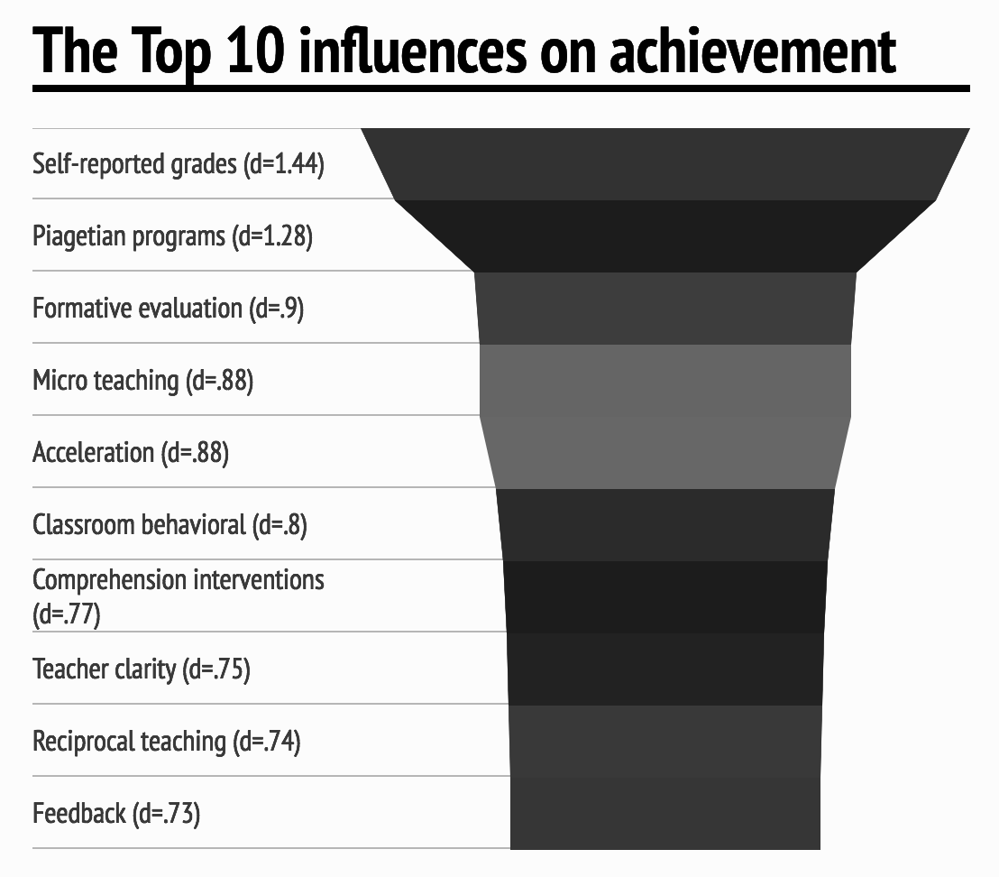 The Top 10 influences on achievement
Self-reported grades (d=1.44)
Piagetian programs (d=1.28)
Formative evaluation (d=.9)
Micro teaching (d=.88)
Acceleration (d=.88)
Classroom behavioral (d=.8)
Comprehension interventions
(d=.77)
Teacher clarity (d=.75)
Reciprocal teaching (d=.74)
Feedback (d=.73)